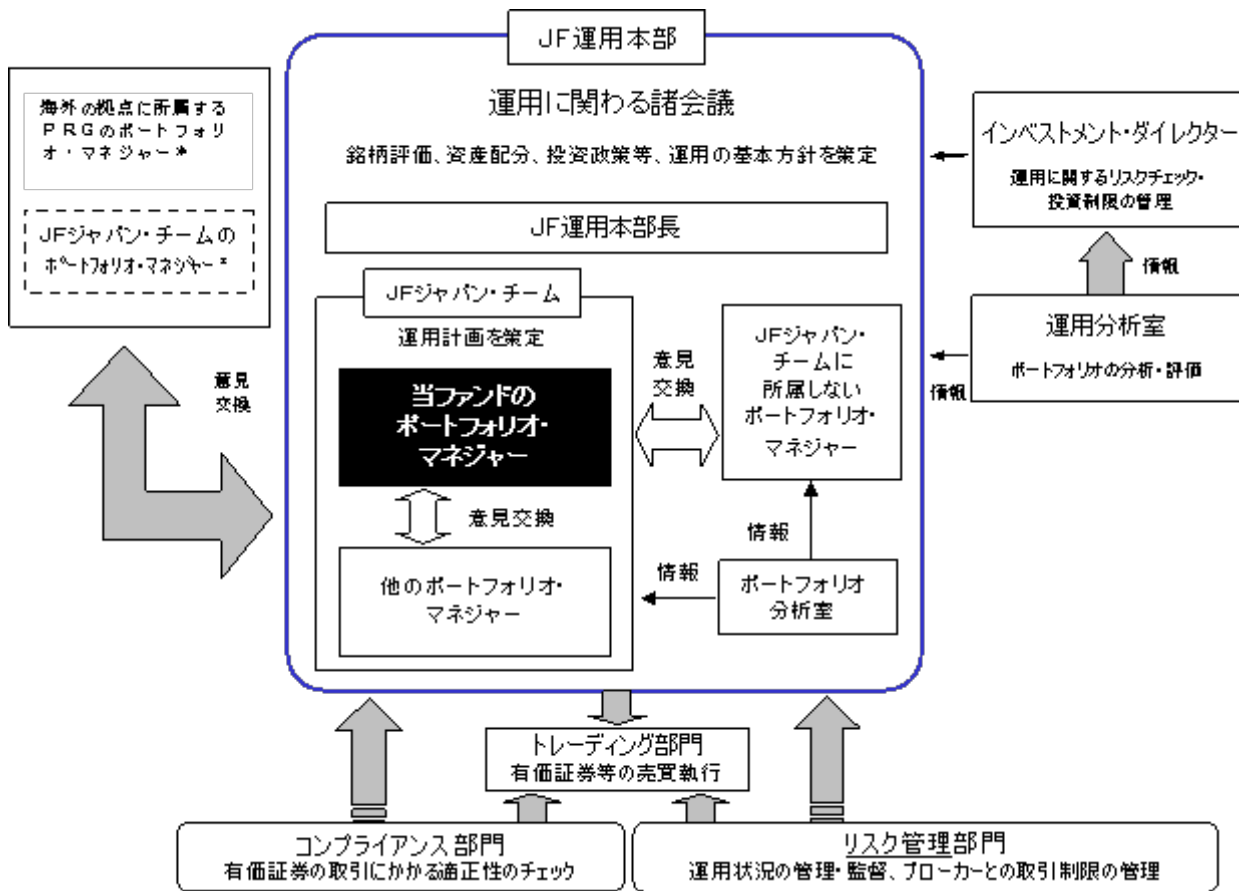 JF運用本部
運用に関わる諸会議
銘柄評価、資産配分、投資政策等、運用の基本方針を策定
JF運用本部長
海外の拠点に所属する
PRGのポートフォリ
オ・マネジャー*
JFジャパン・チームの
ポートフォリオ・マネジャー*
意見
交換
JFジャパン・チーム
運用計画を策定
当ファンドの
ポートフォリオ・
マネジャー
意見交換
他のポートフォリオ・
マネジャー
意見
交換
JFジャパン・
チームに
所属しない
ポートフォリオ・
マネジャー
情報
情報
ポートフォリオ
分析室
インベストメント・ダイレクター
運用に関するリスクチェック・
投資制限の管理
情報
運用分析室
ポートフォリオの分析・評価
情報
トレーディング部門
有価証券等の売買執行
コンプライアンス部門
有価証券の取引にかかる適正性のチェック
リスク管理部門
運用状況の管理・監督、ブローカーとの取引制限の管理